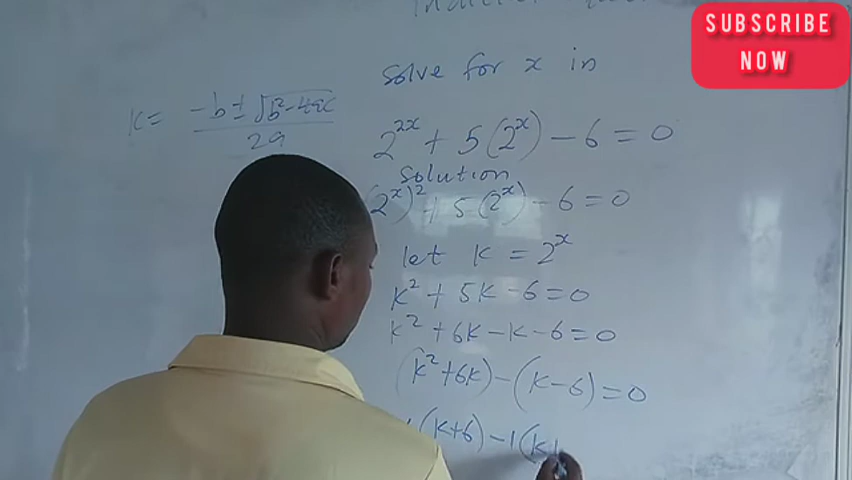 SUBSCRIBE
NOW
Solve for x in
k = -b ± √b²-4ac / 2a
2^2x + 5(2^x) - 6 = 0
Solution
(2^x)² + 5(2^x) - 6 = 0
let k = 2^x
k² + 5k - 6 = 0
k² + 6k - k - 6 = 0
(k² + 6k) - (k - 6) = 0
(k+6) - 1(k+